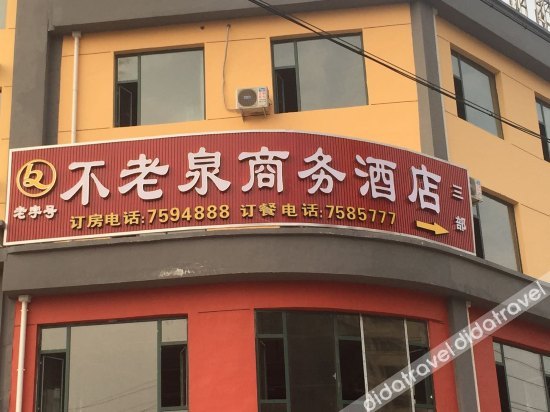 不老泉商务酒店
老字号
订房电话:7594888 订餐电话:7585777
三部
didatravel didatravel